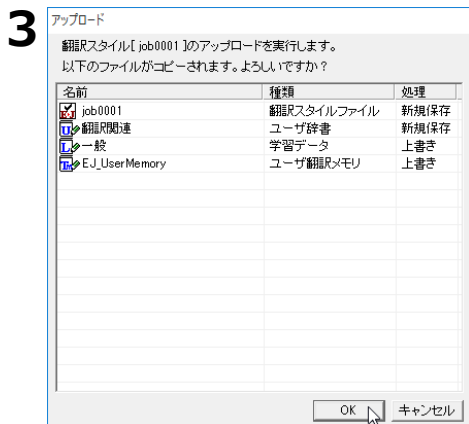 3
アップロード
翻訳スタイル[ job0001 ]のアップロードを実行します。
以下のファイルがコピーされます。よろしいですか？
名前 種類 処理
job0001 翻訳スタイルファイル 新規保存
翻訳関連 ユーザ辞書 新規保存
一般 学習データ 上書き
EJ_UserMemory ユーザ翻訳メモリ 上書き
OK キャンセル